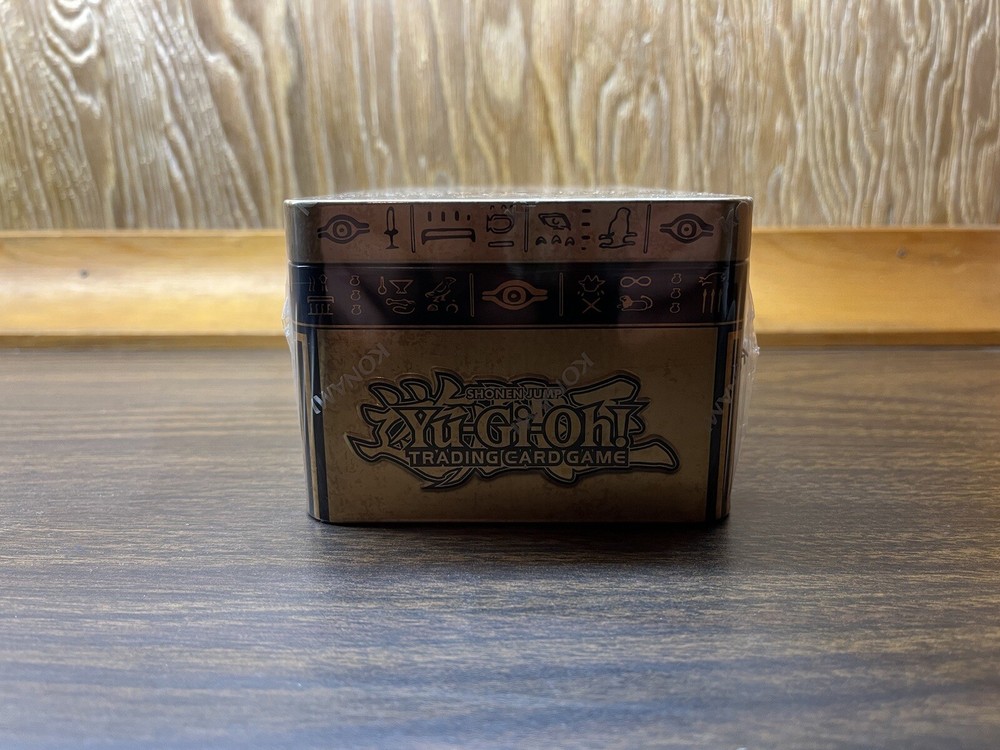 KONAMI
KONAMI
SHONEN JUMP
Yu-Gi-Oh!
TRADING CARD GAME